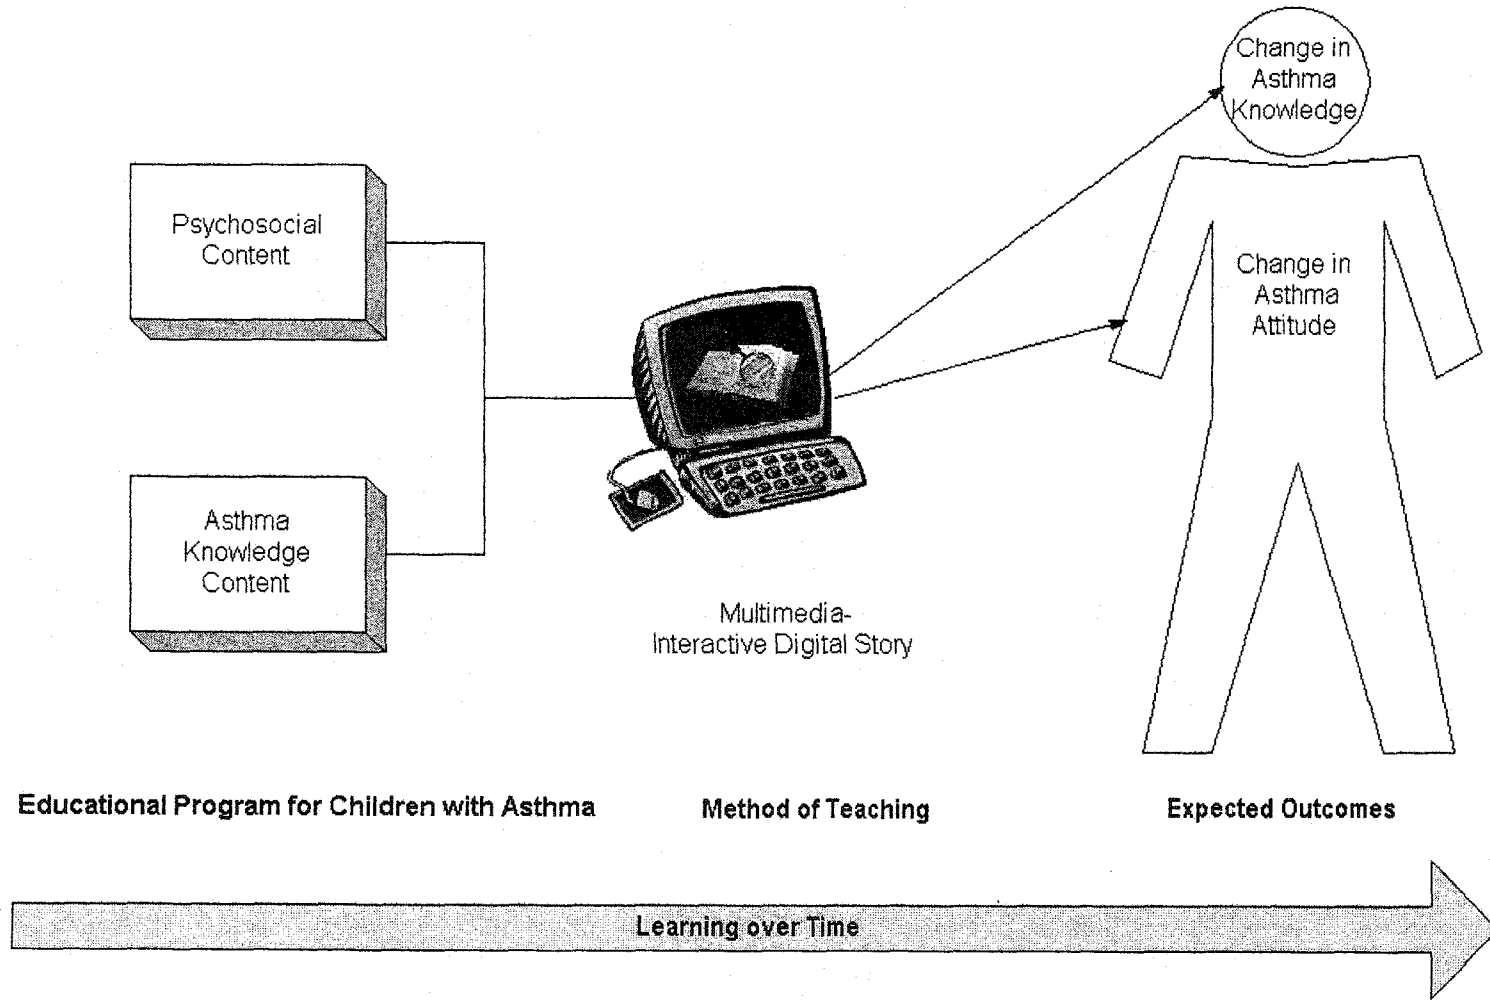 Change in
Asthma
Knowledge
Psychosocial
Content
Change in
Asthma
Attitude
Asthma
Knowledge
Content
Multimedia-
Interactive Digital Story
Educational Program for Children with Asthma
Method of Teaching
Expected Outcomes
Learning over Time